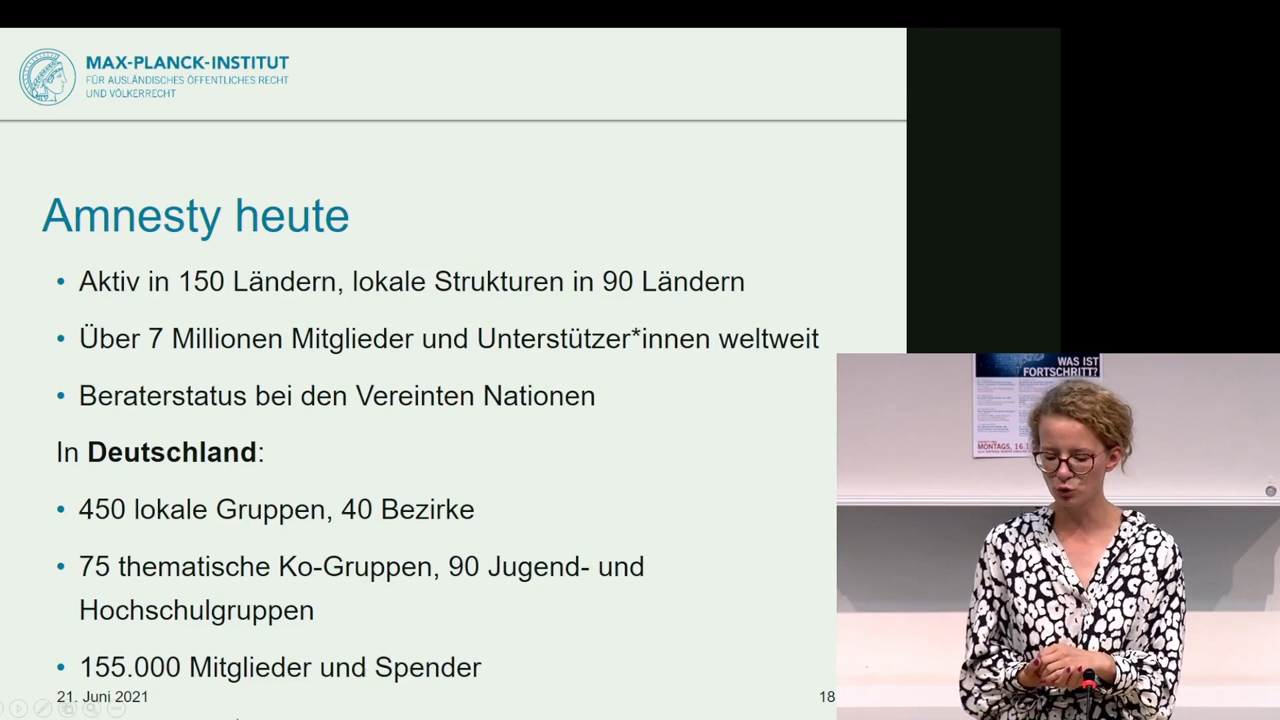 MAX-PLANCK-INSTITUT
FÜR AUSLÄNDISCHES ÖFFENTLICHES RECHT
UND VÖLKERRECHT
Amnesty heute
• Aktiv in 150 Ländern, lokale Strukturen in 90 Ländern
• Über 7 Millionen Mitglieder und Unterstützer*innen weltweit
• Beraterstatus bei den Vereinten Nationen
In Deutschland:
• 450 lokale Gruppen, 40 Bezirke
• 75 thematische Ko-Gruppen, 90 Jugend- und
Hochschulgruppen
• 155.000 Mitglieder und Spender
21. Juni 2021
18
WAS IST
FORTSCHRITT?
MONTAGS, 16.1